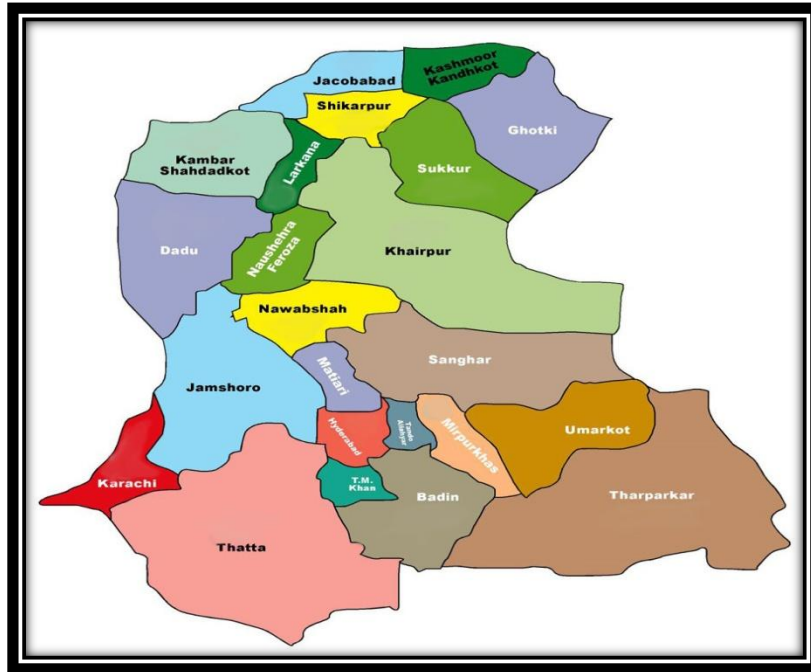 Kashmoor
Kandhkot
Jacobabad
Shikarpur
Ghotki
Kambar
Shahdadkot
Larkana
Sukkur
Dadu
Naushehra
Feroza
Khairpur
Nawabshah
Sanghar
Matiari
Jamshoro
Hyderabad
Tando
Allahyar
Mirpurkhas
Umarkot
Karachi
T.M.
Khan
Badin
Tharparkar
Thatta